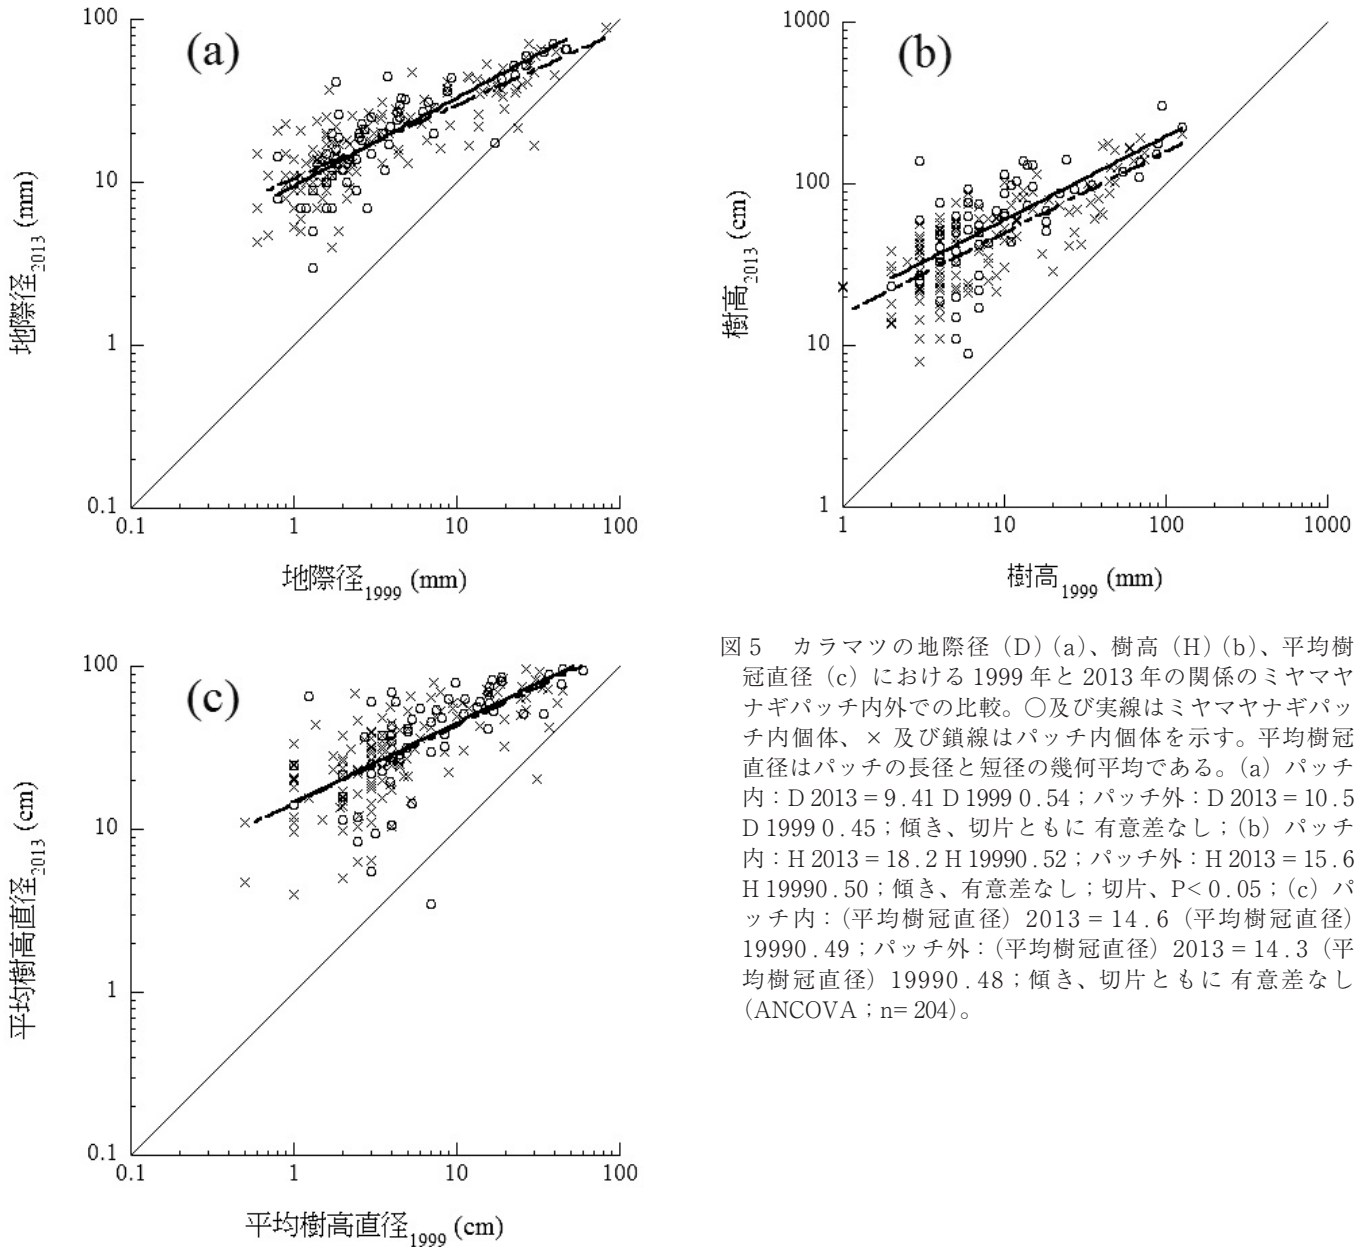 (a)
100
10
1
0.1
0.1
1
10
100
地際径2013 (mm)
地際径1999 (mm)
(b)
1000
100
10
1
1
10
100
1000
樹高2013 (cm)
樹高1999 (mm)
(c)
100
10
1
0.1
0.1
1
10
100
平均樹高直径2013 (cm)
平均樹高直径1999 (cm)
図5 カラマツの地際径（D）(a)、樹高（H）(b)、平均樹
冠直径（c）における 1999 年と 2013 年の関係のミヤマヤ
ナギパッチ内外での比較。○及び実線はミヤマヤナギパッ
チ内個体、× 及び鎖線はパッチ内個体を示す。平均樹冠
直径はパッチの長径と短径の幾何平均である。(a) パッチ
内：D 2013 = 9.41 D 1999 0.54；パッチ外：D 2013 = 10.5
D 1999 0.45；傾き、切片ともに 有意差なし；(b) パッチ
内：H 2013 = 18.2 H 19990.52；パッチ外：H 2013 = 15.6
H 19990.50；傾き、有意差なし；切片、P< 0.05；(c) パ
ッチ内：(平均樹冠直径) 2013 = 14.6 (平均樹冠直径)
19990.49；パッチ外：(平均樹冠直径) 2013 = 14.3 (平
均樹冠直径) 19990.48；傾き、切片ともに 有意差なし
(ANCOVA；n= 204)。